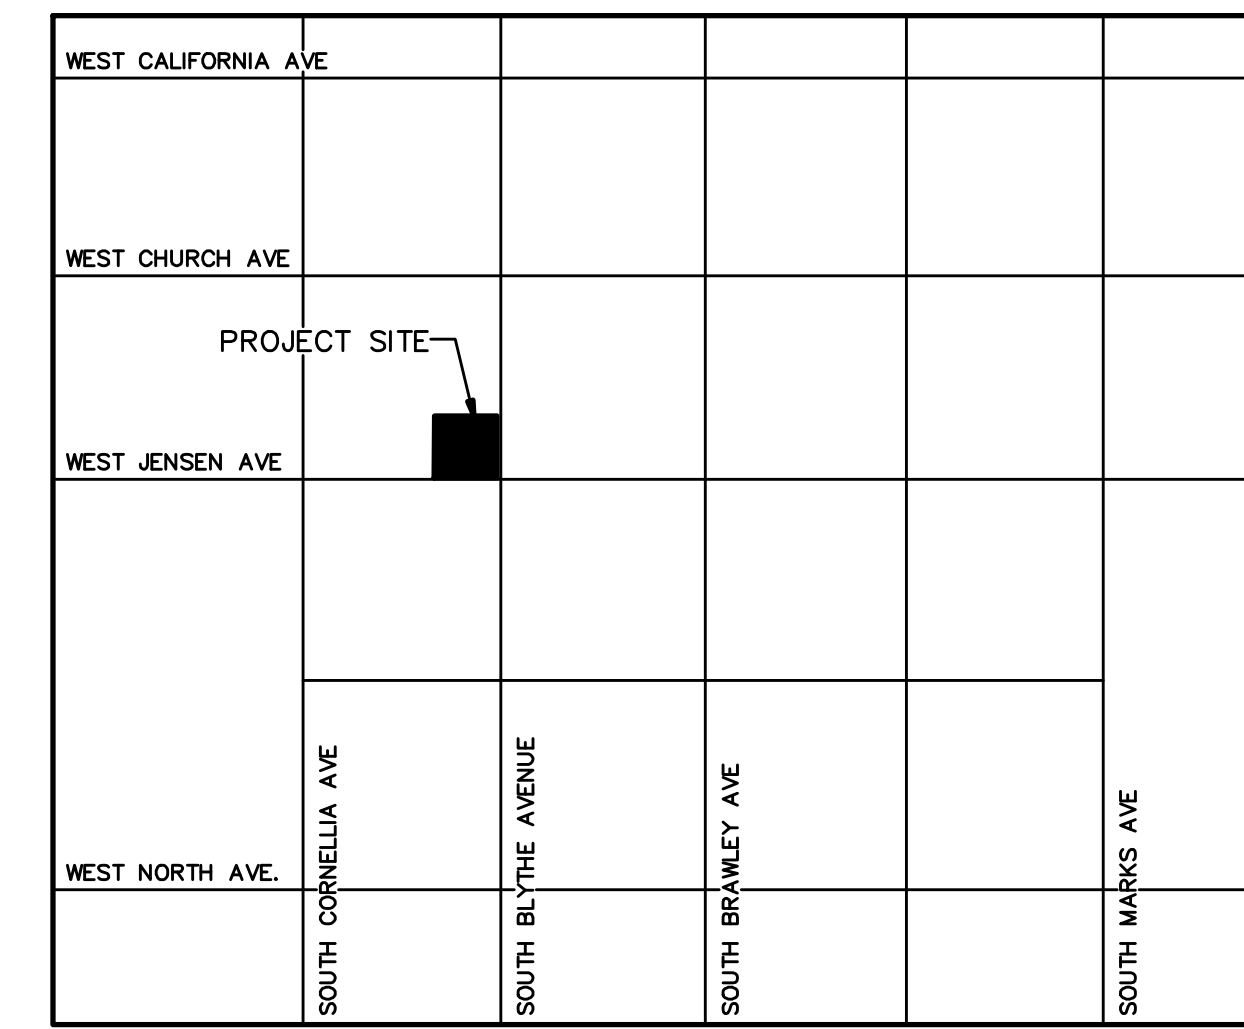 WEST CALIFORNIA AVE
WEST CHURCH AVE
PROJECT SITE
WEST JENSEN AVE
WEST NORTH AVE.
SOUTH CORNELLIA AVE
SOUTH BLYTHE AVENUE
SOUTH BRAWLEY AVE
SOUTH MARKS AVE